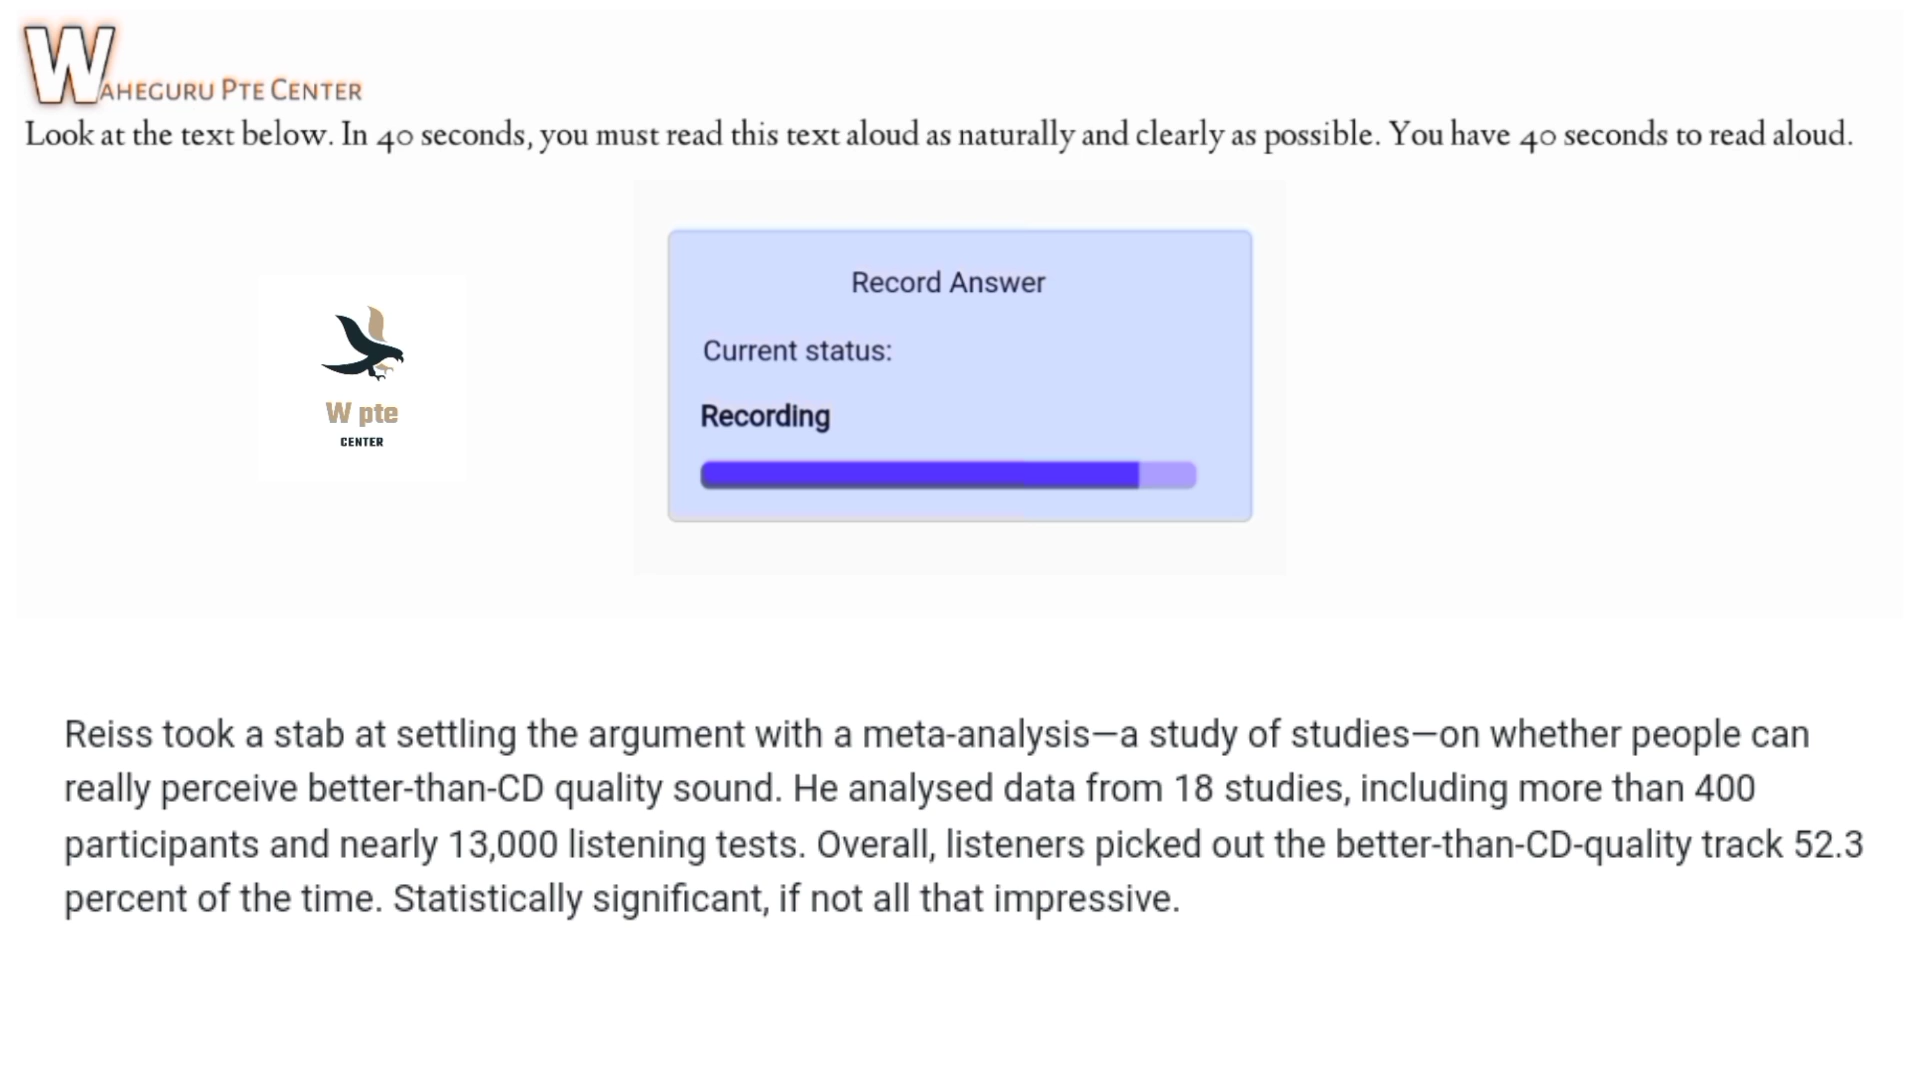 WAHEGURU PTE CENTER
Look at the text below. In 40 seconds, you must read this text aloud as naturally and clearly as possible. You have 40 seconds to read aloud.
Record Answer
Current status:
Recording
W pte
CENTER
Reiss took a stab at settling the argument with a meta-analysis—a study of studies—on whether people can
really perceive better-than-CD quality sound. He analysed data from 18 studies, including more than 400
participants and nearly 13,000 listening tests. Overall, listeners picked out the better-than-CD-quality track 52.3
percent of the time. Statistically significant, if not all that impressive.